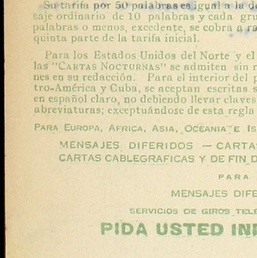 Su tarifa por 50 palabras es igual a la de
saje ordinario de 10 palabras y cada gru
palabras o menos, excedente, se cobra a ra
quinta parte de la tarifa inicial.
Para los Estados Unidos del Norte y el
las "CARTAS NOCTURNAS" se admiten sin r
nes en su redacción. Para el interior del p
tro-América y Cuba, se aceptan escritas s
en español claro, no debiendo llevar claves
abreviaturas; exceptuándose de esta regla
PARA EUROPA, AFRICA, ASIA, OCEANIA E IS
MENSAJES DIFERIDOS — CARTA
CARTAS CABLEGRAFICAS Y DE FIN D
PARA
MENSAJES DIFE
SERVICIOS DE GIROS TELE
PIDA USTED IN